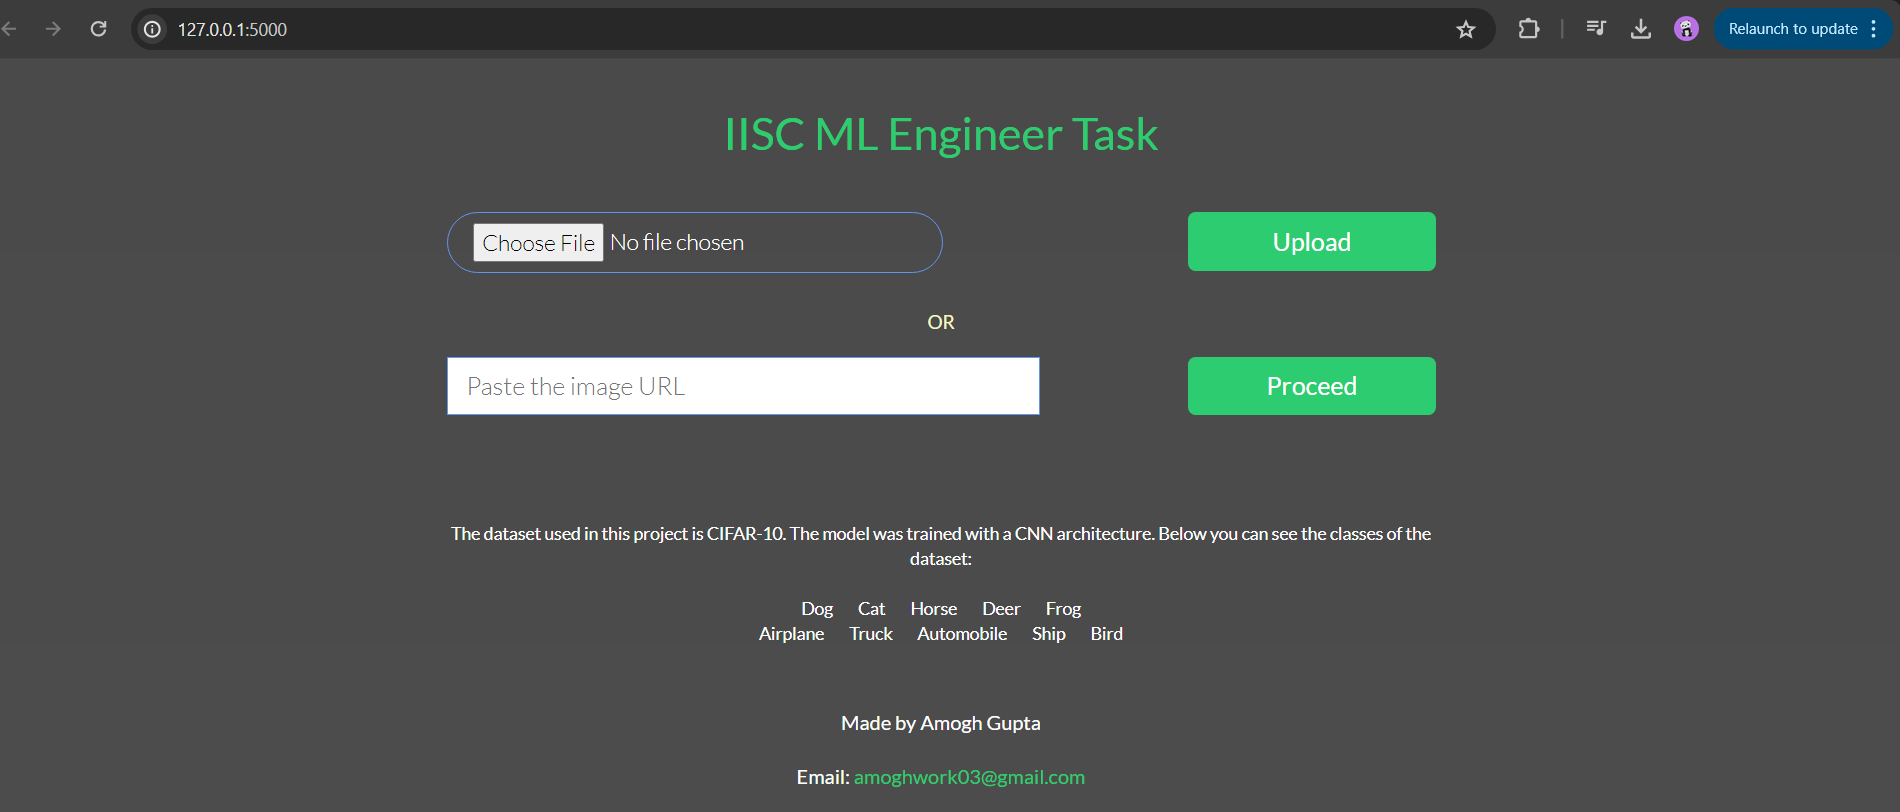 127.0.0.1:5000
Relaunch to update
IISC ML Engineer Task
Choose File No file chosen
Upload
OR
Paste the image URL
Proceed
The dataset used in this project is CIFAR-10. The model was trained with a CNN architecture. Below you can see the classes of the
dataset:
Dog Cat Horse Deer Frog
Airplane Truck Automobile Ship Bird
Made by Amogh Gupta
Email: amoghwork03@gmail.com